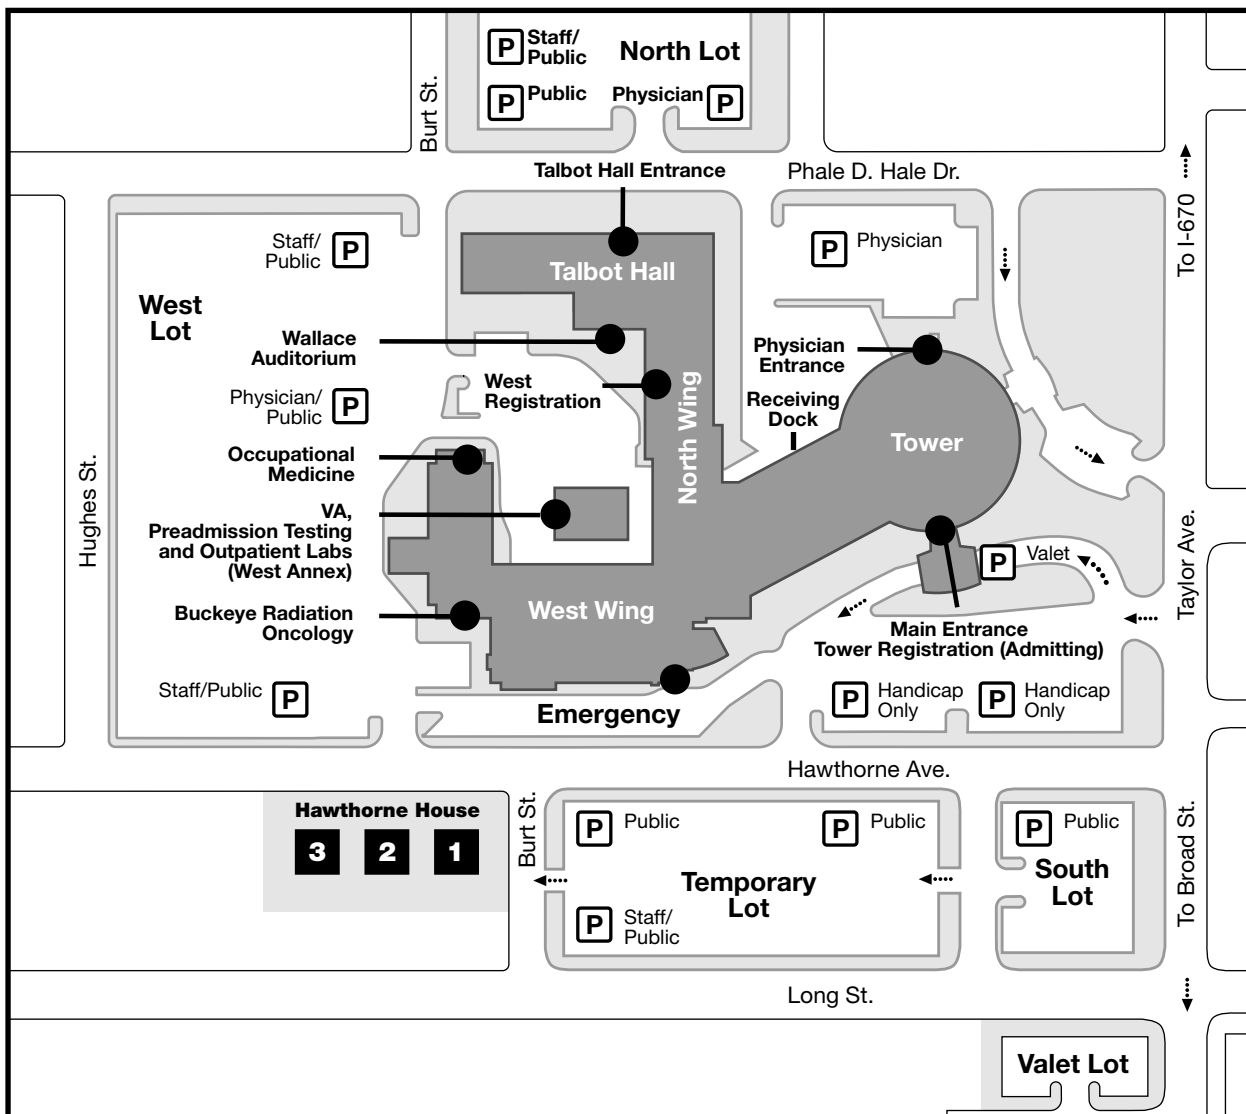 P Staff/
Public
North Lot
P Public
Physician P
Burt St.
Talbot Hall Entrance
Phale D. Hale Dr.
To I-670
Staff/
Public P
P Physician
Talbot Hall
West
Lot
Wallace
Auditorium
Physician
Entrance
West
Registration
Physician/
Public P
Receiving
Dock
North Wing
Tower
Occupational
Medicine
Hughes St.
VA,
Preadmission Testing
and Outpatient Labs
(West Annex)
P Valet
Taylor Ave.
Buckeye Radiation
Oncology
West Wing
Main Entrance
Tower Registration (Admitting)
Staff/Public P
P Handicap
Only
P Handicap
Only
Emergency
Hawthorne Ave.
Hawthorne House
3 2 1
Burt St.
P Public
P Public
P Public
Temporary
Lot
South
Lot
To Broad St.
P Staff/
Public
Long St.
Valet Lot